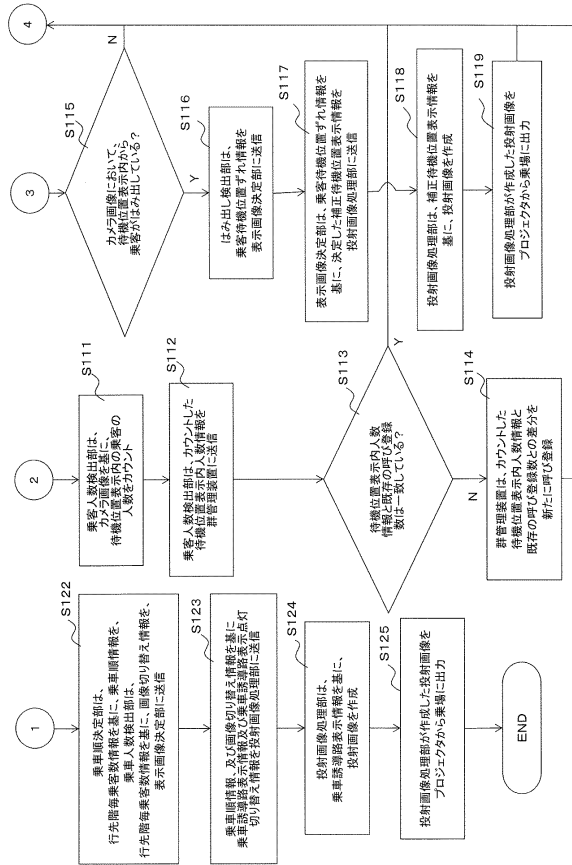 1
S122
乗車順決定部は、
行先階毎乗客数情報を基に、乗車順情報を、
乗車人数検出部は、
行先階毎乗客数情報を基に、画像切り替え情報を、
表示画像決定部に送信
S123
乗車順情報、及び画像切り替え情報を基に
乗車誘導路表示情報及び乗車誘導路表示点灯
切り替え情報を投射画像処理部に送信
S124
投射画像処理部は、
乗車誘導路表示情報を基に、
投射画像を作成
S125
投射画像処理部が作成した投射画像を
プロジェクタから乗場に出力
END
2
S111
乗客人数検出部は、
カメラ画像を基に、
待機位置表示内の乗客の
人数をカウント
S112
乗客人数検出部は、カウントした
待機位置表示内人数情報を
群管理装置に送信
S113
待機位置表示内人数
情報と既存の呼び登録
数は一致している?
Y
N
S114
群管理装置は、カウントした
待機位置表示内人数情報と
既存の呼び登録数との差分を
新たに呼び登録
3
S115
カメラ画像において、
待機位置表示内から
乗客がはみ出している?
N
Y
S116
はみ出し検出部は、
乗客待機位置ずれ情報を
表示画像決定部に送信
S117
表示画像決定部は、乗客待機位置ずれ情報を
基に、決定した補正待機位置表示情報を
投射画像処理部に送信
S118
投射画像処理部は、補正待機位置表示情報を
基に、投射画像を作成
S119
投射画像処理部が作成した投射画像を
プロジェクタから乗場に出力
4